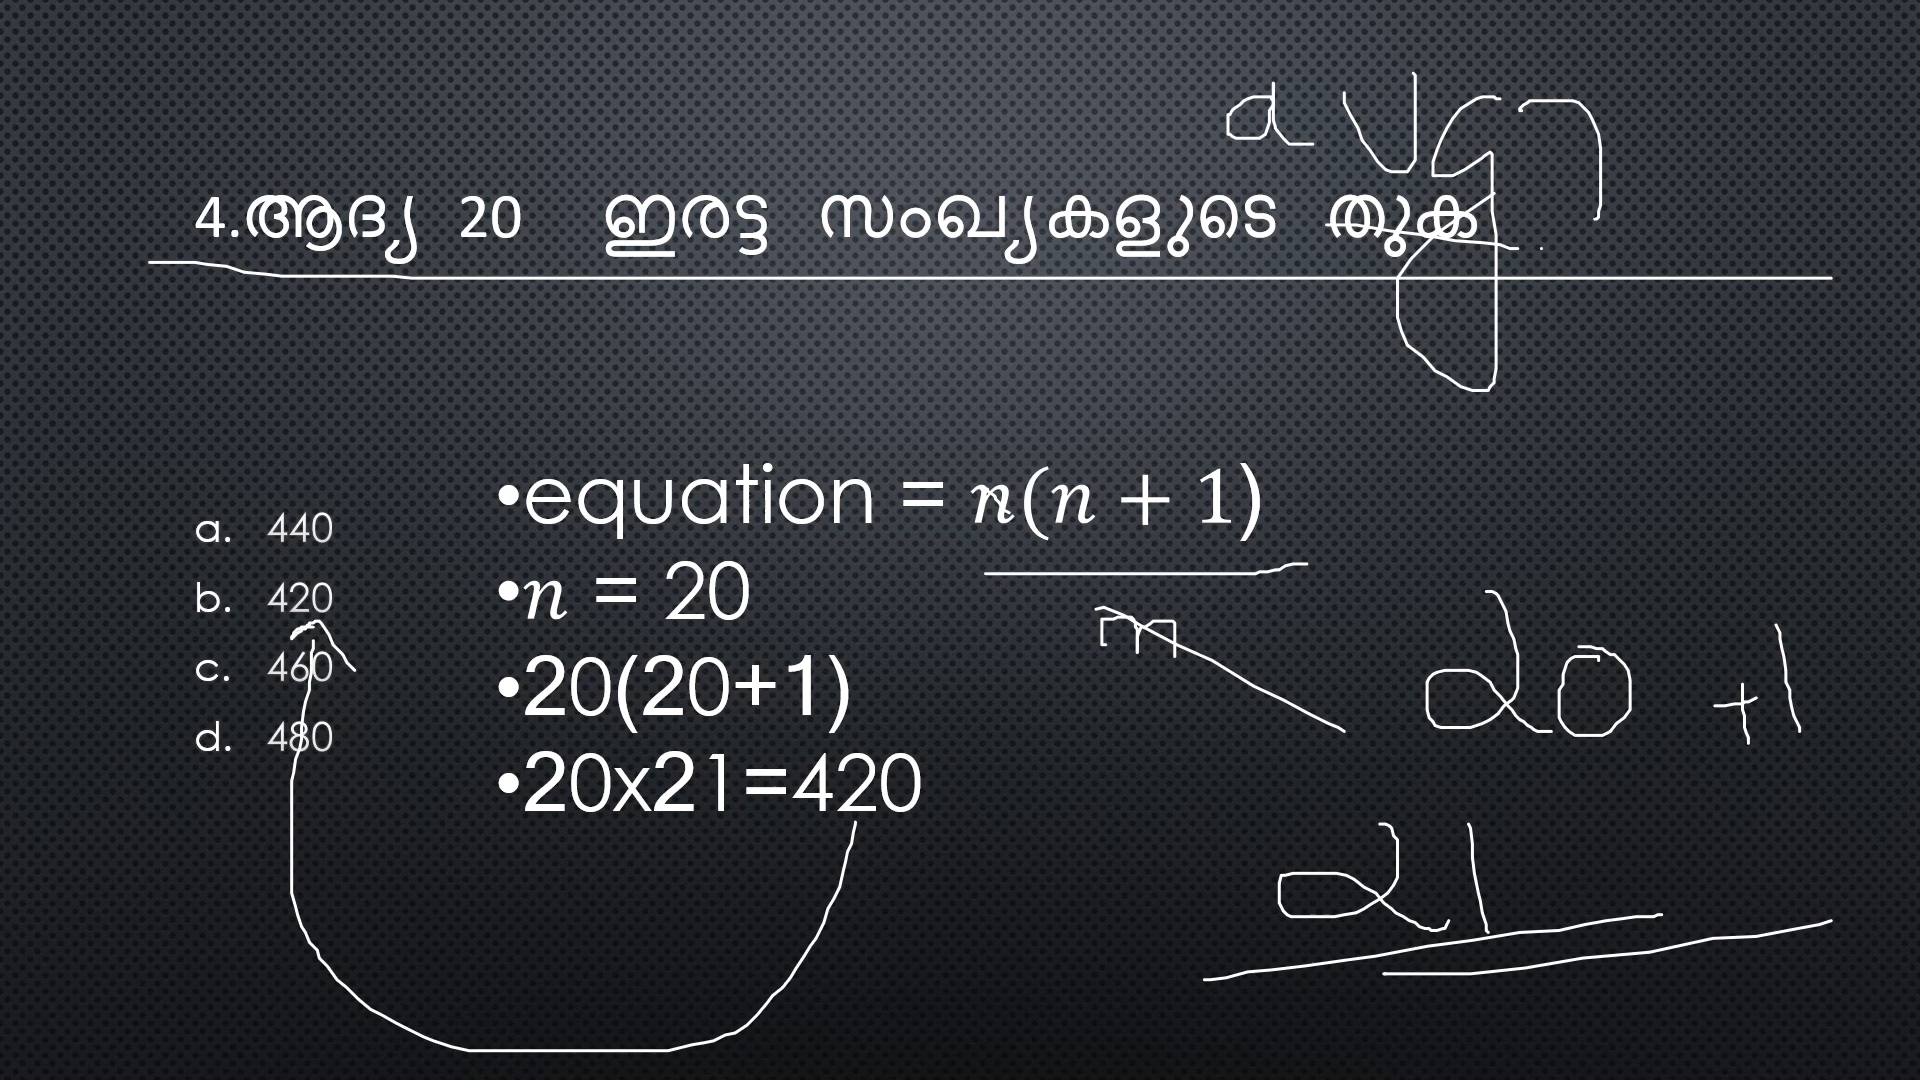 4.ആദ്യ 20 ഇരട്ട സംഖ്യകളുടെ തുക
a. 440
b. 420
c. 460
d. 480
•equation = n(n + 1)
•n = 20
•20(20+1)
•20x21=420
20 +1
21